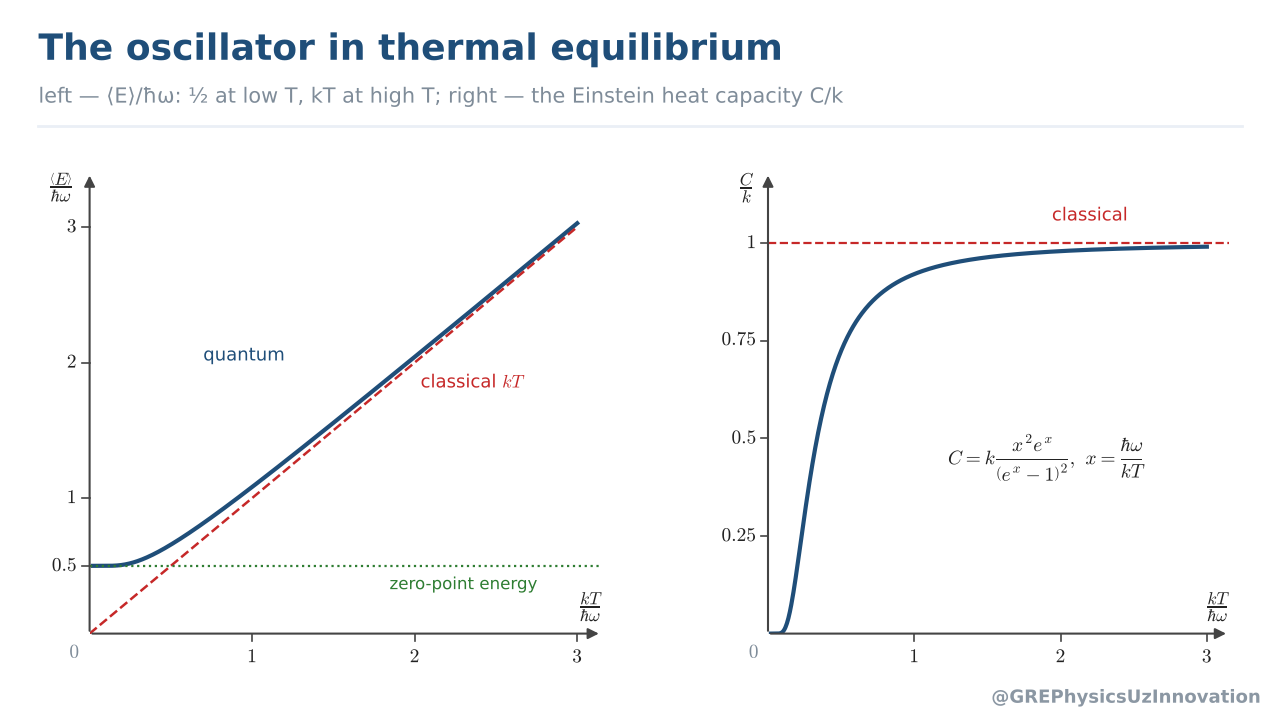 The oscillator in thermal equilibrium
left — ⟨E⟩/ħω: ½ at low T, kT at high T; right — the Einstein heat capacity C/k
⟨E⟩/ħω
3
2
1
0.5
0
1
2
3
quantum
classical kT
zero-point energy
kT/ħω
C/k
1
0.75
0.5
0.25
0
1
2
3
classical
C = k x²eˣ/(eˣ − 1)², x = ħω/kT
kT/ħω
@GREPhysicsUzInnovation